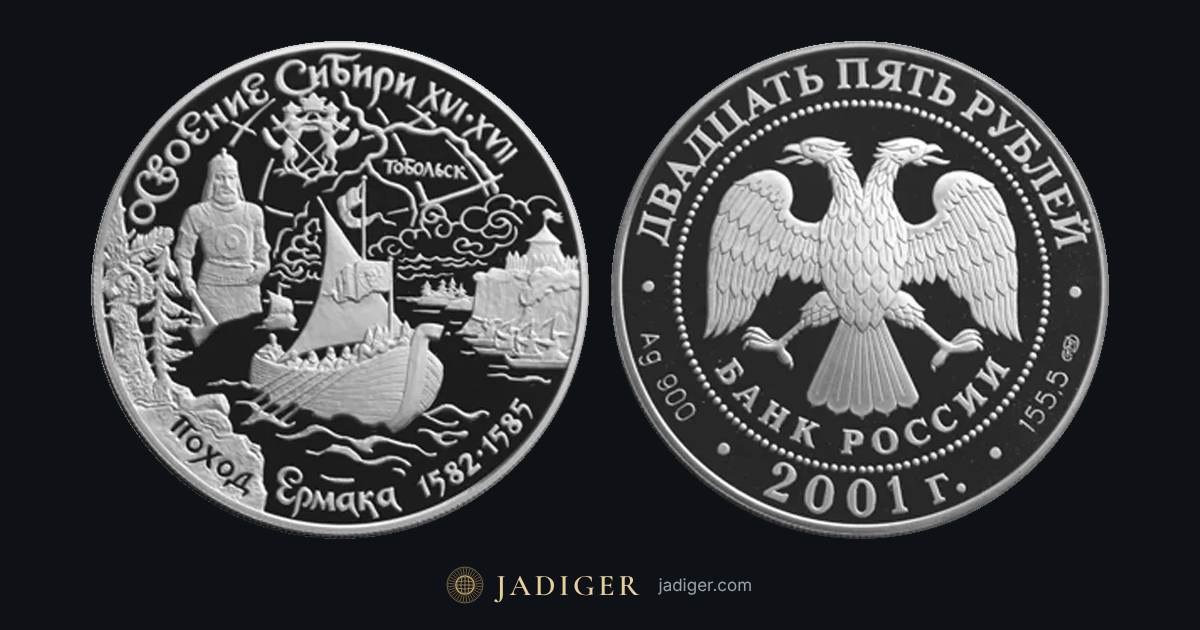 Освоение Сибири XVI-XVII
Тобольск
Поход Ермака 1582·1585
ДВАДЦАТЬ ПЯТЬ РУБЛЕЙ
БАНК РОССИИ
Ag 900
155,5
• 2001 г. •
JADIGER
jadiger.com